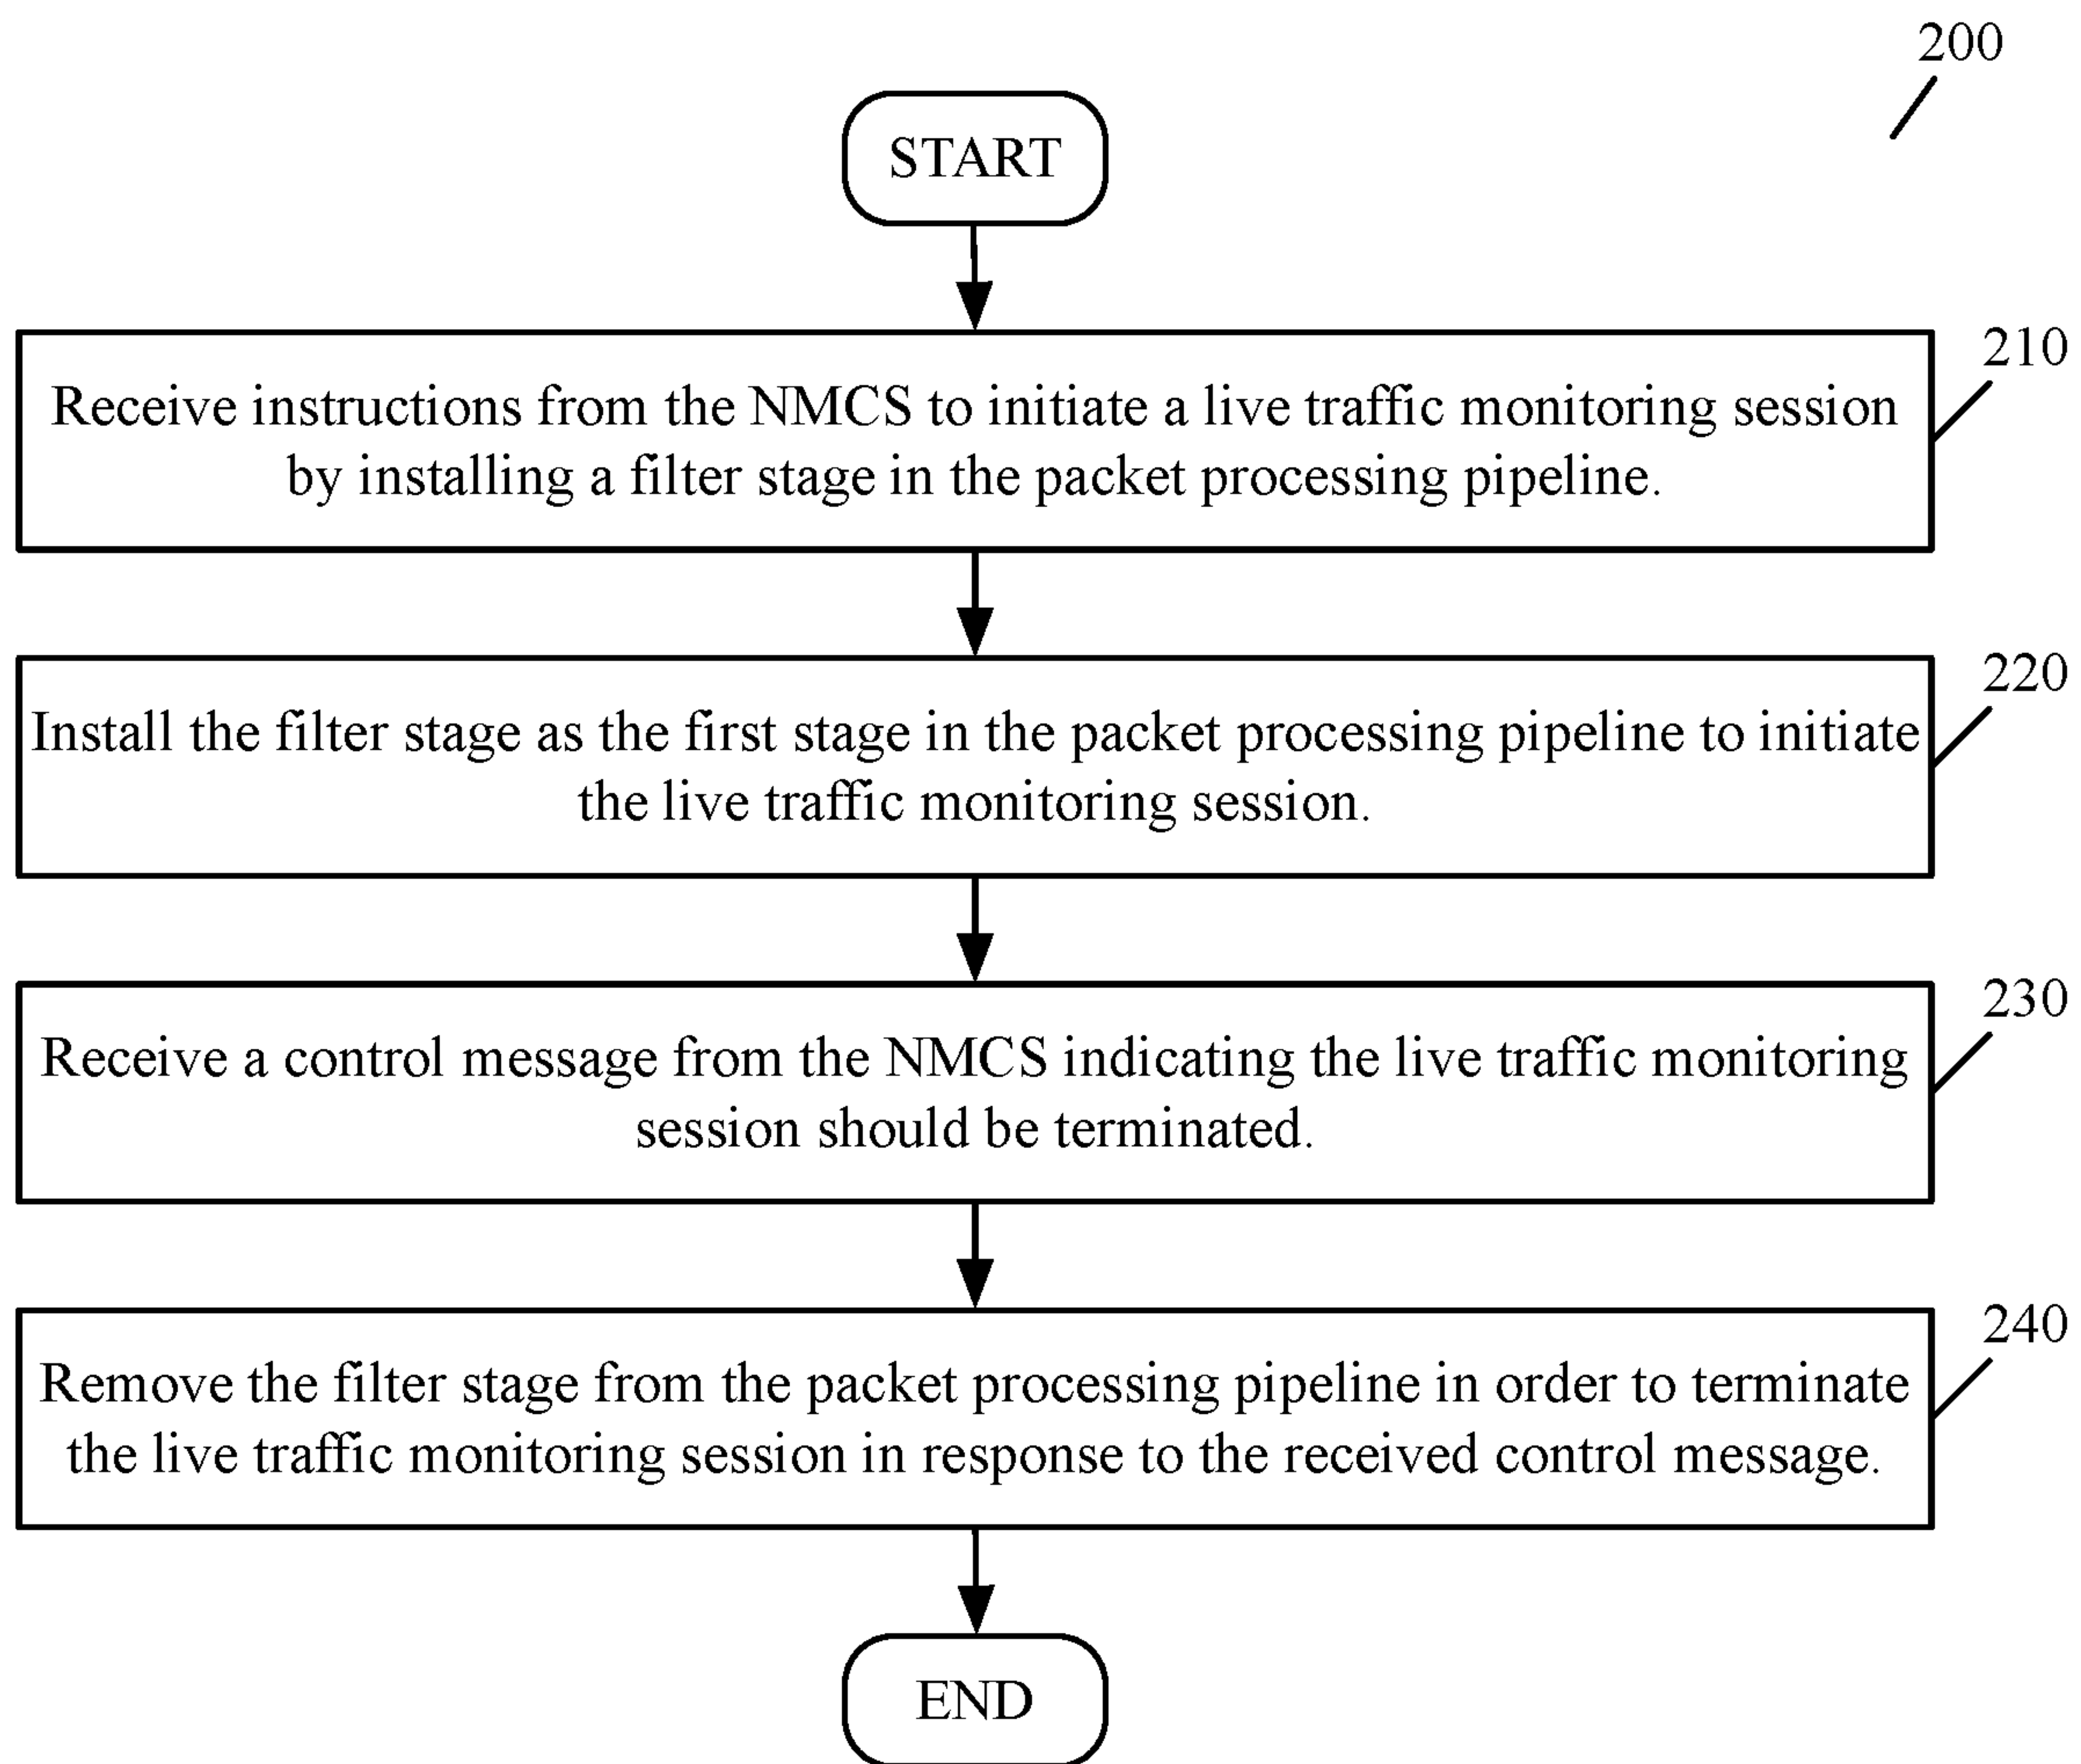 200
START
210
Receive instructions from the NMCS to initiate a live traffic monitoring session
by installing a filter stage in the packet processing pipeline.
220
Install the filter stage as the first stage in the packet processing pipeline to initiate
the live traffic monitoring session.
230
Receive a control message from the NMCS indicating the live traffic monitoring
session should be terminated.
240
Remove the filter stage from the packet processing pipeline in order to terminate
the live traffic monitoring session in response to the received control message.
END